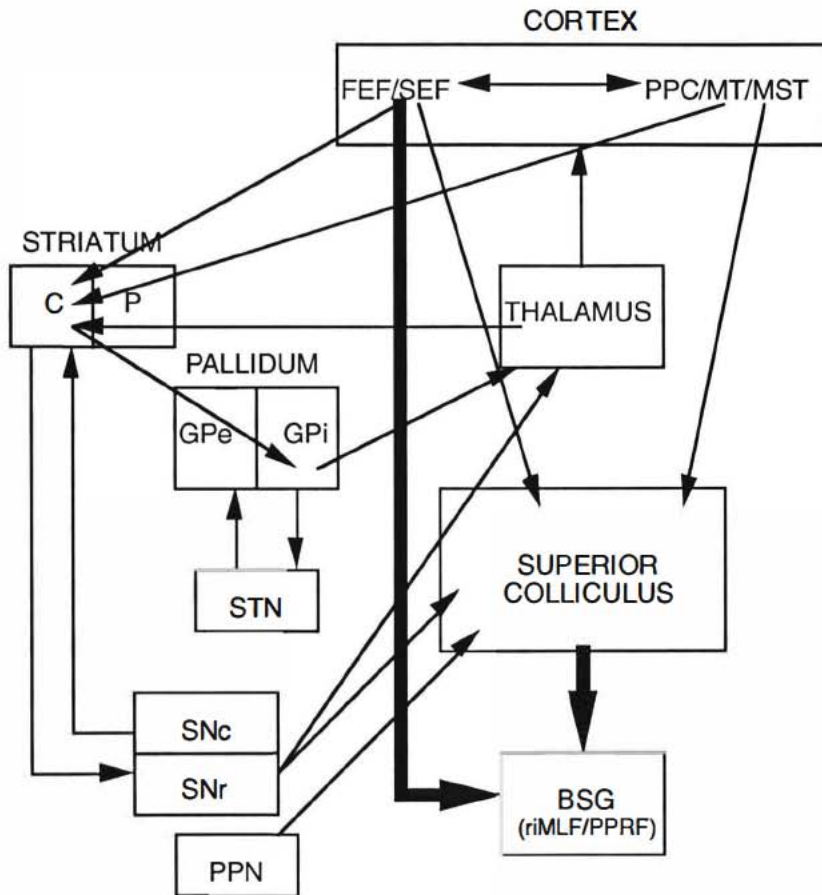 CORTEX
FEF/SEF PPC/MT/MST
STRIATUM
C P
THALAMUS
PALLIDUM
GPe GPi
SUPERIOR
COLLICULUS
STN
SNc
SNr
BSG
(riMLF/PPRF)
PPN